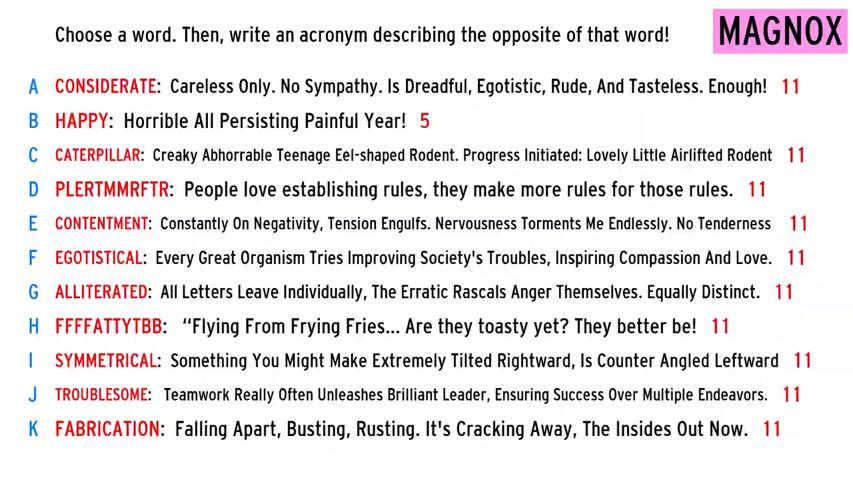 Choose a word. Then, write an acronym describing the opposite of that word!
MAGNOX
A CONSIDERATE: Careless Only. No Sympathy. Is Dreadful, Egotistic, Rude, And Tasteless. Enough! 11
B HAPPY: Horrible All Persisting Painful Year! 5
C CATERPILLAR: Creaky Abhorrable Teenage Eel-shaped Rodent. Progress Initiated: Lovely Little Airlifted Rodent 11
D PLERTMMRFTR: People love establishing rules, they make more rules for those rules. 11
E CONTENTMENT: Constantly On Negativity, Tension Engulfs. Nervousness Torments Me Endlessly. No Tenderness 11
F EGOTISTICAL: Every Great Organism Tries Improving Society's Troubles, Inspiring Compassion And Love. 11
G ALLITERATED: All Letters Leave Individually, The Erratic Rascals Anger Themselves. Equally Distinct. 11
H FFFFATTYTBB: “Flying From Frying Fries... Are they toasty yet? They better be! 11
I SYMMETRICAL: Something You Might Make Extremely Tilted Rightward, Is Counter Angled Leftward 11
J TROUBLESOME: Teamwork Really Often Unleashes Brilliant Leader, Ensuring Success Over Multiple Endeavors. 11
K FABRICATION: Falling Apart, Busting, Rusting. It's Cracking Away, The Insides Out Now. 11